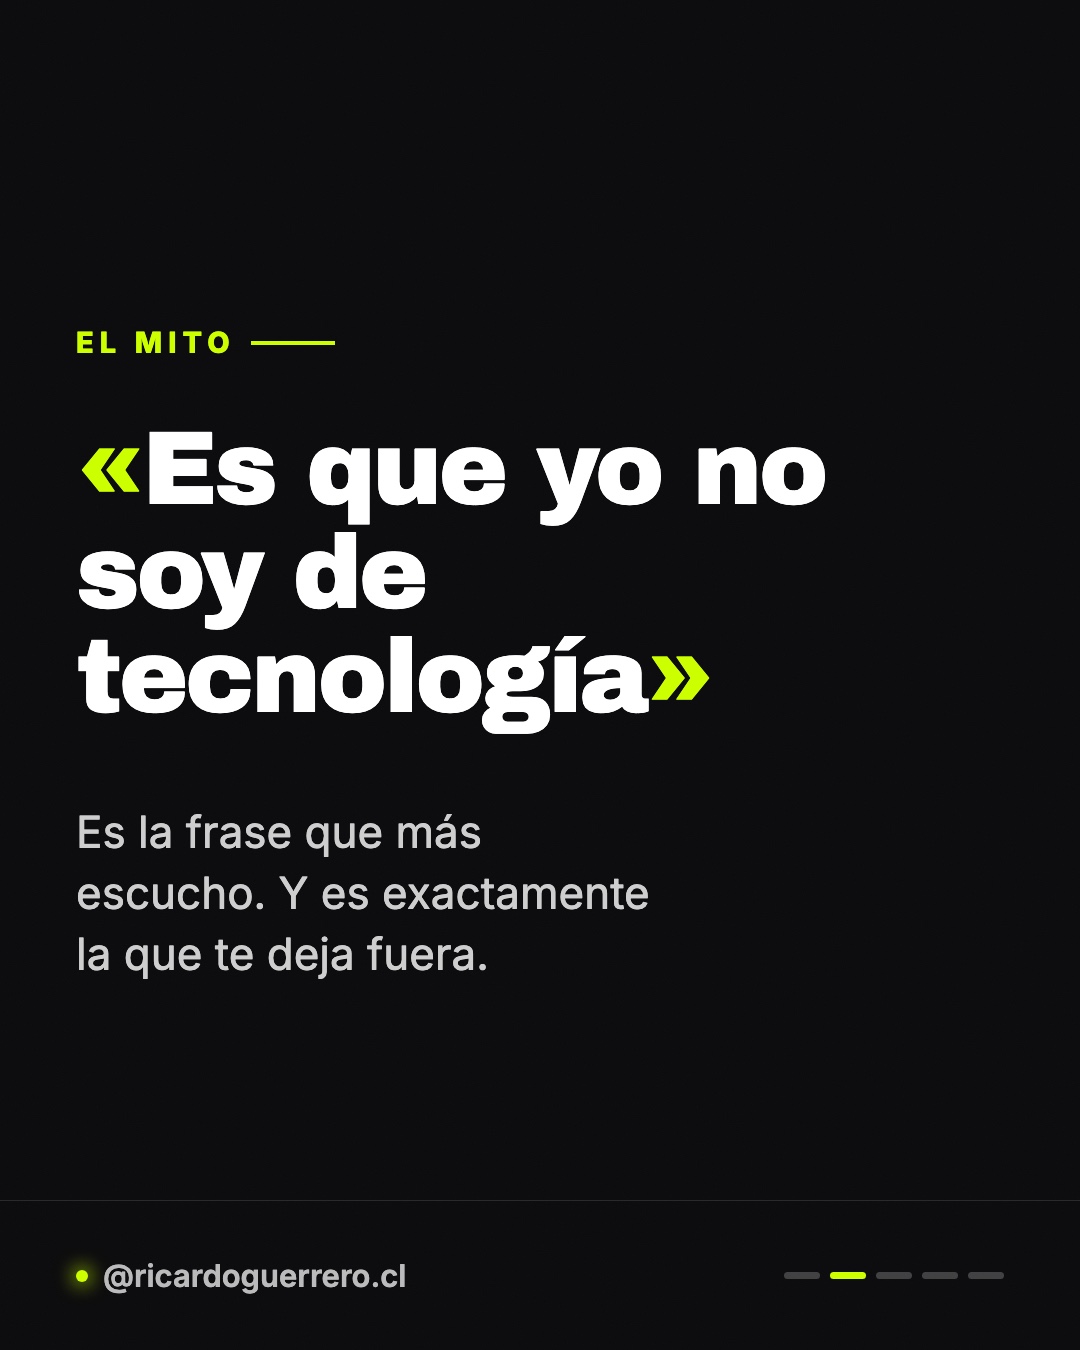 EL MITO
«Es que yo no
soy de
tecnología»
Es la frase que más
escucho. Y es exactamente
la que te deja fuera.
@ricardoguerrero.cl